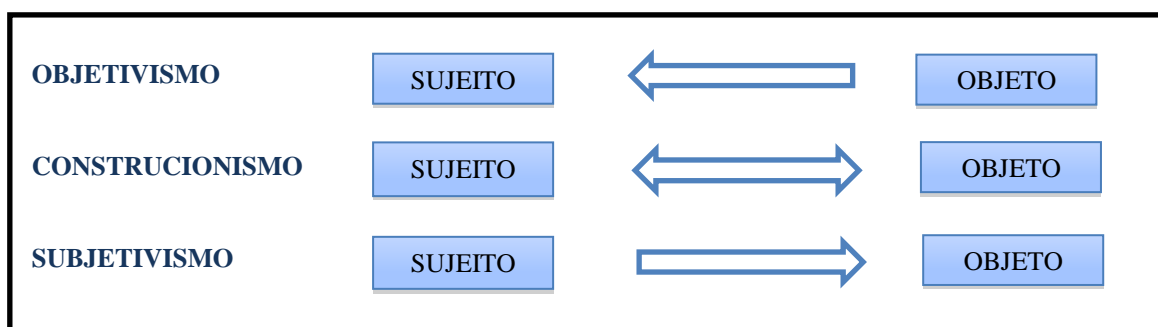 OBJETIVISMO SUJEITO OBJETO
CONSTRUCIONISMO SUJEITO OBJETO
SUBJETIVISMO SUJEITO OBJETO